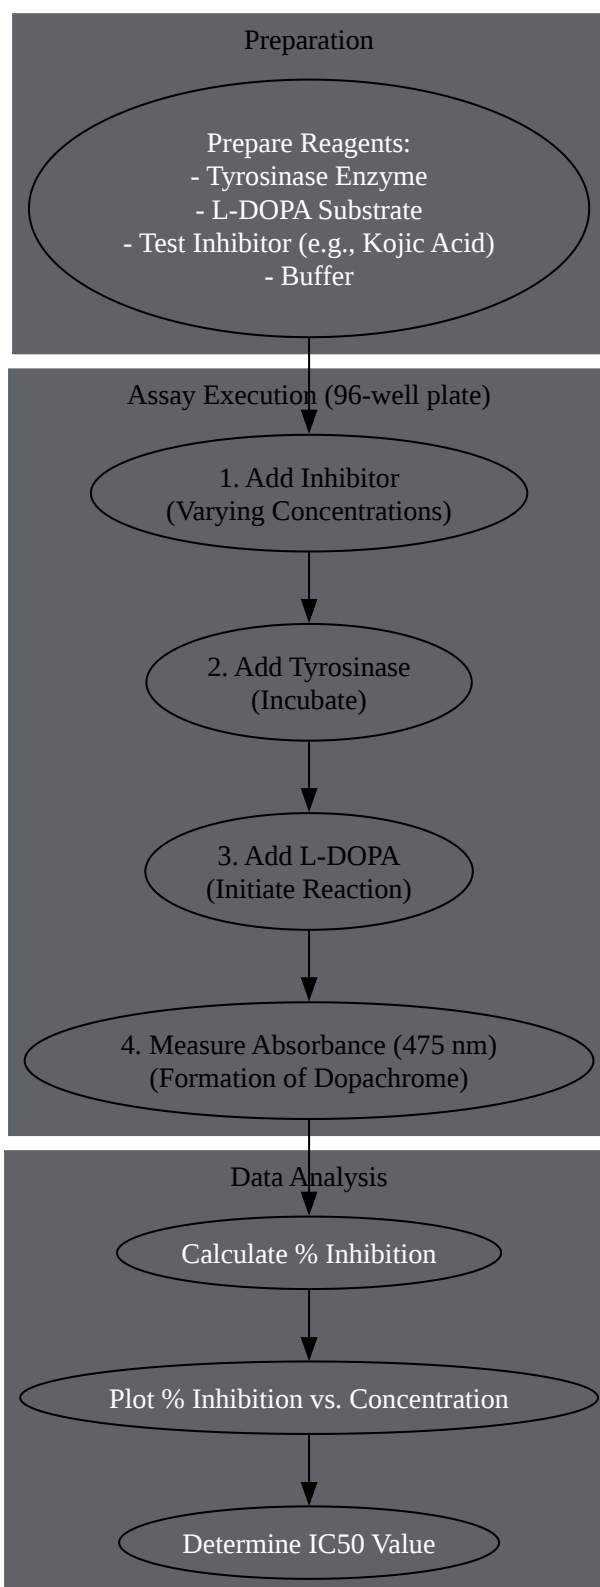 Preparation
Prepare Reagents:
- Tyrosinase Enzyme
- L-DOPA Substrate
- Test Inhibitor (e.g., Kojic Acid)
- Buffer
Assay Execution (96-well plate)
1. Add Inhibitor
(Varying Concentrations)
2. Add Tyrosinase
(Incubate)
3. Add L-DOPA
(Initiate Reaction)
4. Measure Absorbance (475 nm)
(Formation of Dopachrome)
Data Analysis
Calculate % Inhibition
Plot % Inhibition vs. Concentration
Determine IC50 Value